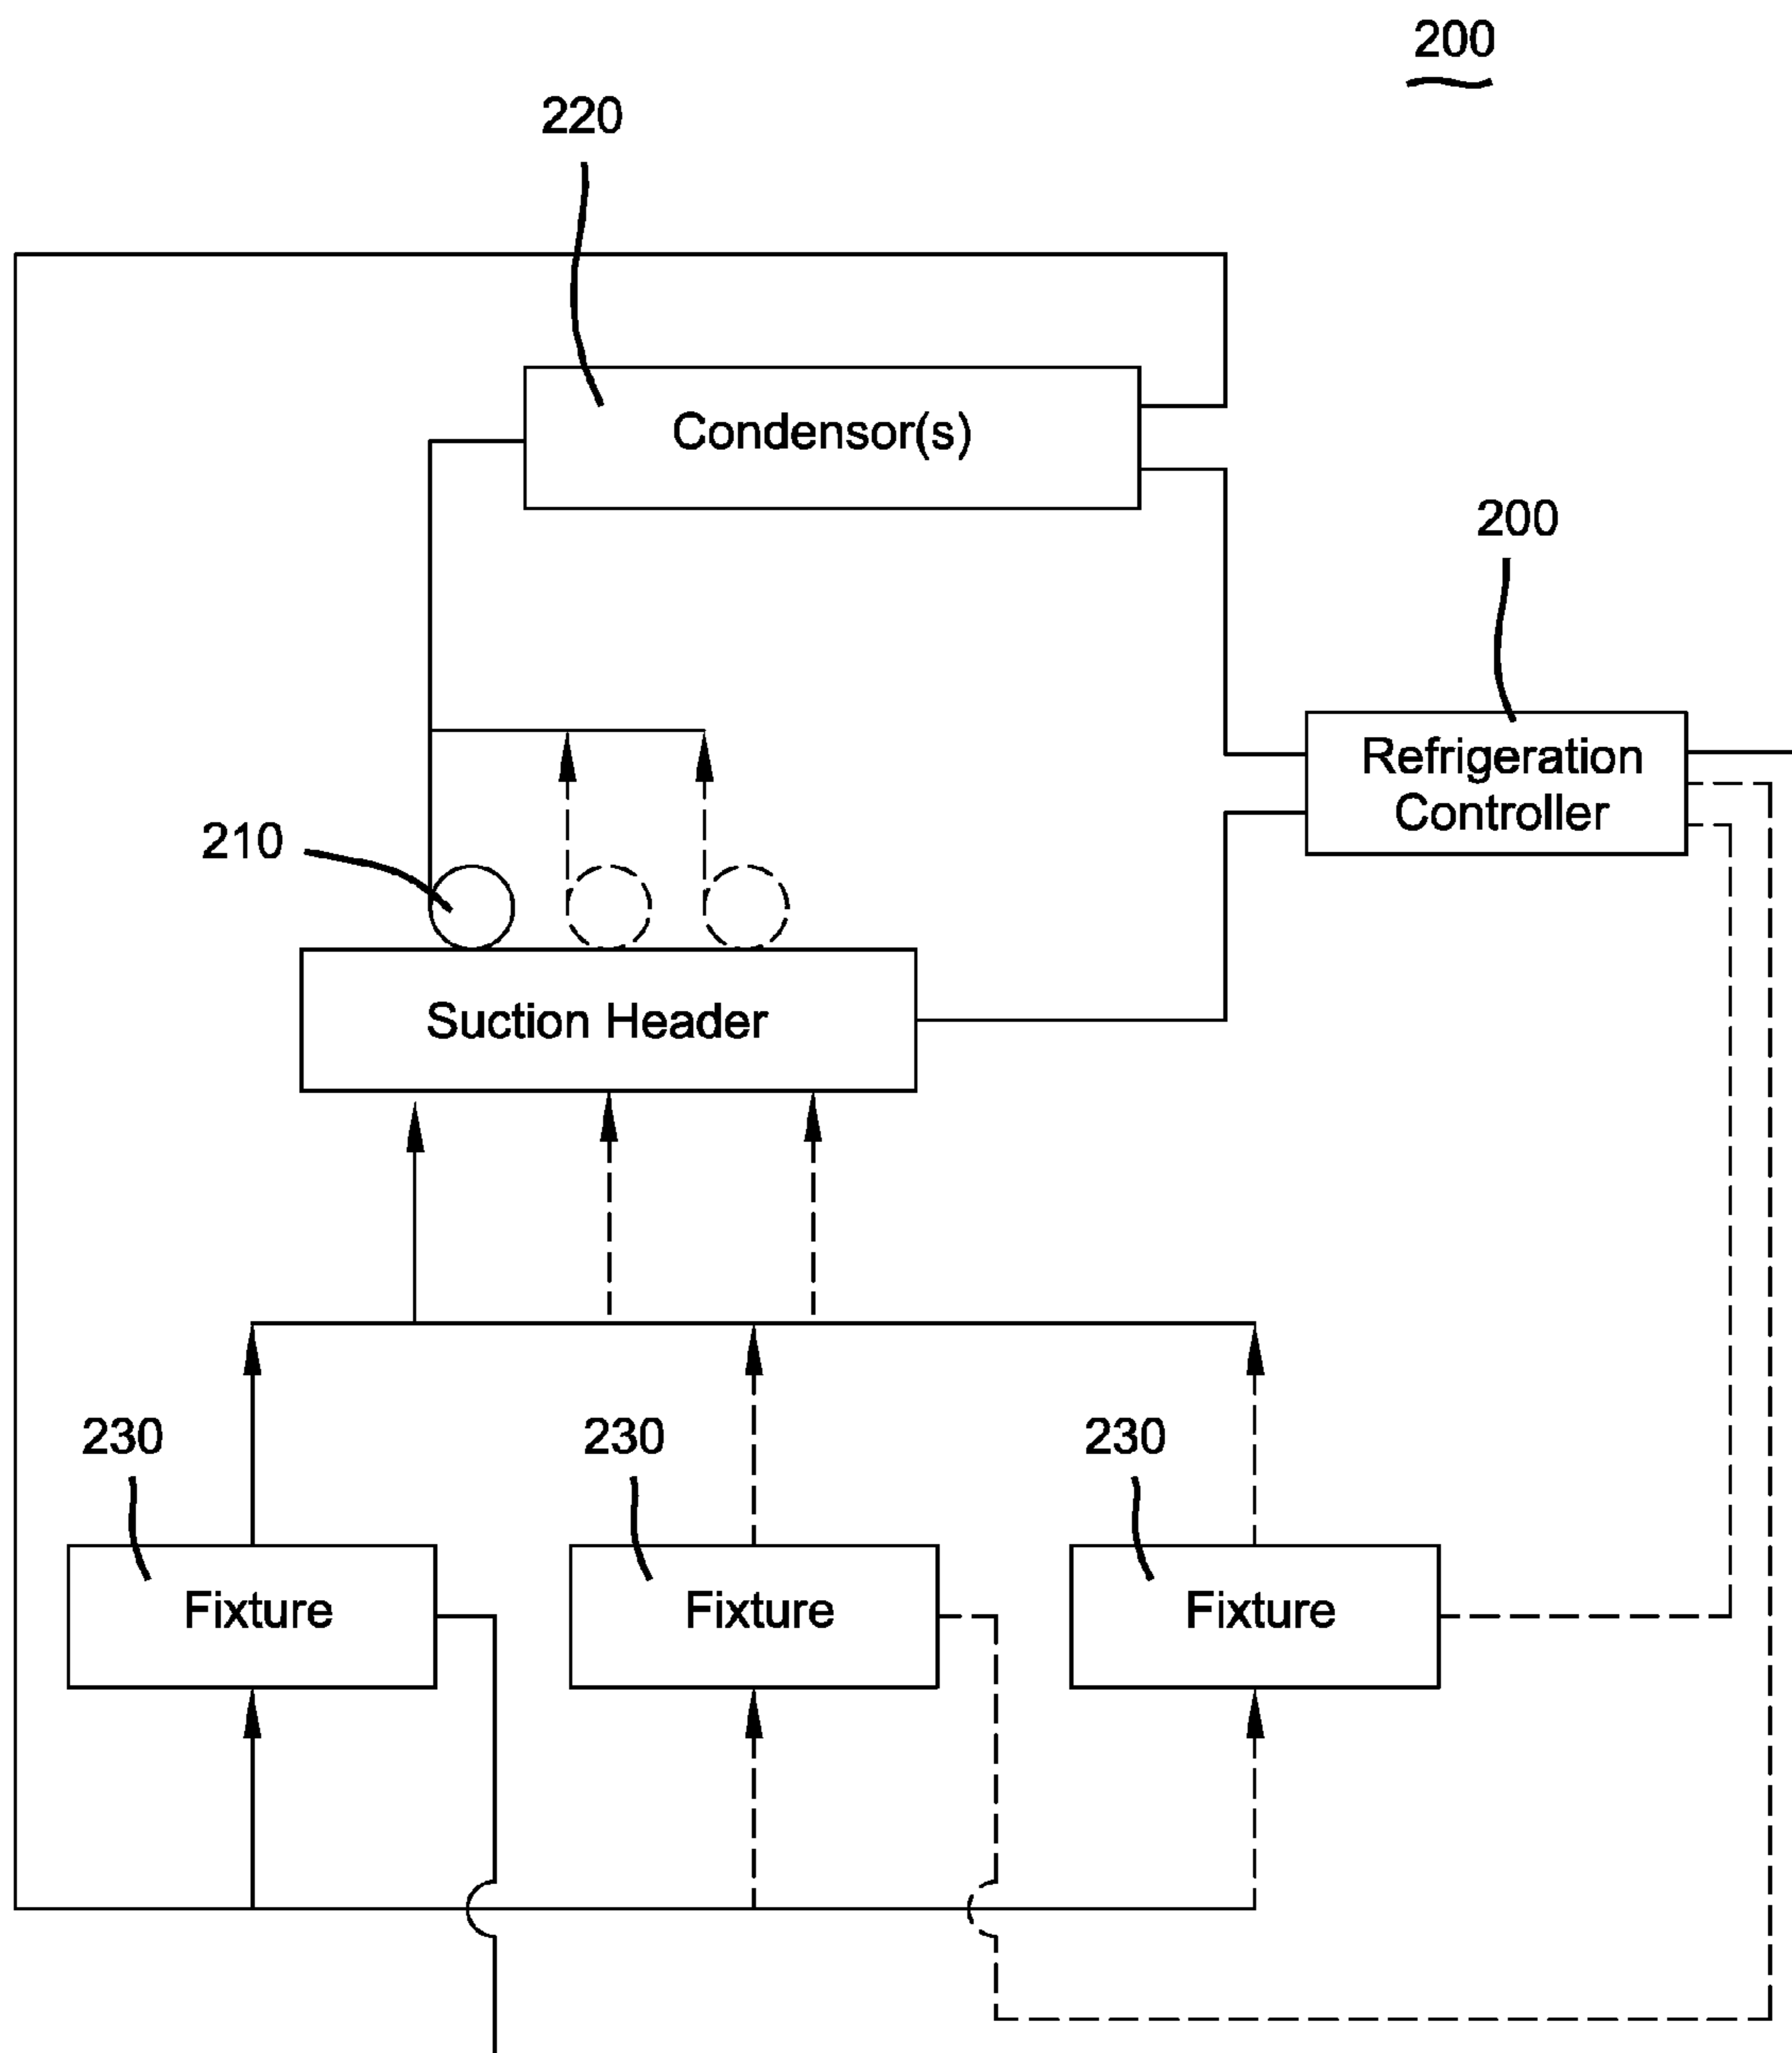 200
220
Condensor(s)
200
Refrigeration
Controller
210
Suction Header
230
230
230
Fixture
Fixture
Fixture